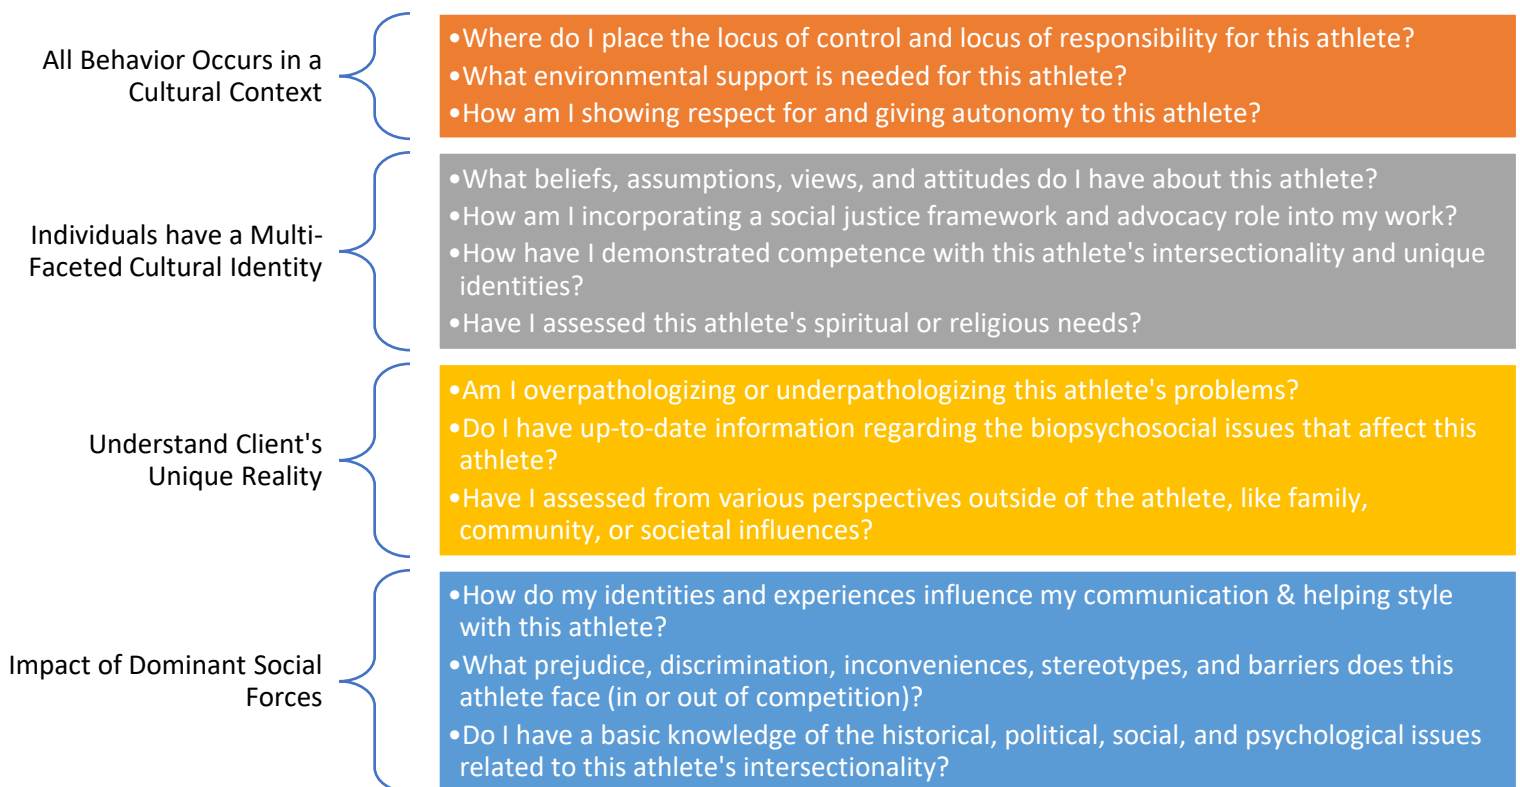 All Behavior Occurs in a
Cultural Context
•Where do I place the locus of control and locus of responsibility for this athlete?
•What environmental support is needed for this athlete?
•How am I showing respect for and giving autonomy to this athlete?
Individuals have a Multi-
Faceted Cultural Identity
•What beliefs, assumptions, views, and attitudes do I have about this athlete?
•How am I incorporating a social justice framework and advocacy role into my work?
•How have I demonstrated competence with this athlete's intersectionality and unique
identities?
•Have I assessed this athlete's spiritual or religious needs?
Understand Client's
Unique Reality
•Am I overpathologizing or underpathologizing this athlete's problems?
•Do I have up-to-date information regarding the biopsychosocial issues that affect this
athlete?
•Have I assessed from various perspectives outside of the athlete, like family,
community, or societal influences?
Impact of Dominant Social
Forces
•How do my identities and experiences influence my communication & helping style
with this athlete?
•What prejudice, discrimination, inconveniences, stereotypes, and barriers does this
athlete face (in or out of competition)?
•Do I have a basic knowledge of the historical, political, social, and psychological issues
related to this athlete's intersectionality?